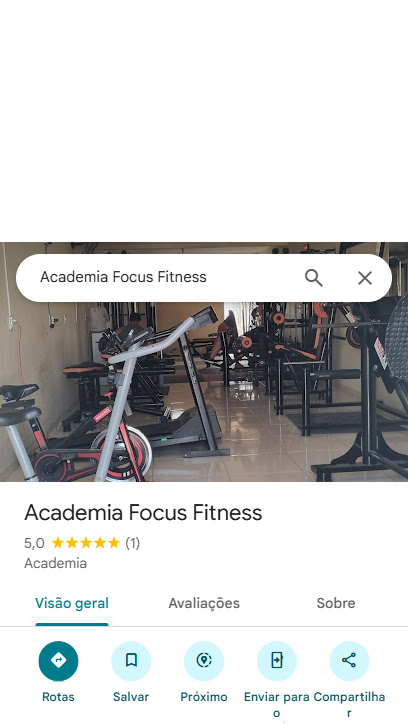 Academia Focus Fitness
Academia Focus Fitness
5,0 (1)
Academia
Visão geral Avaliações Sobre
Rotas Salvar Próximo Enviar para o Compartilhar